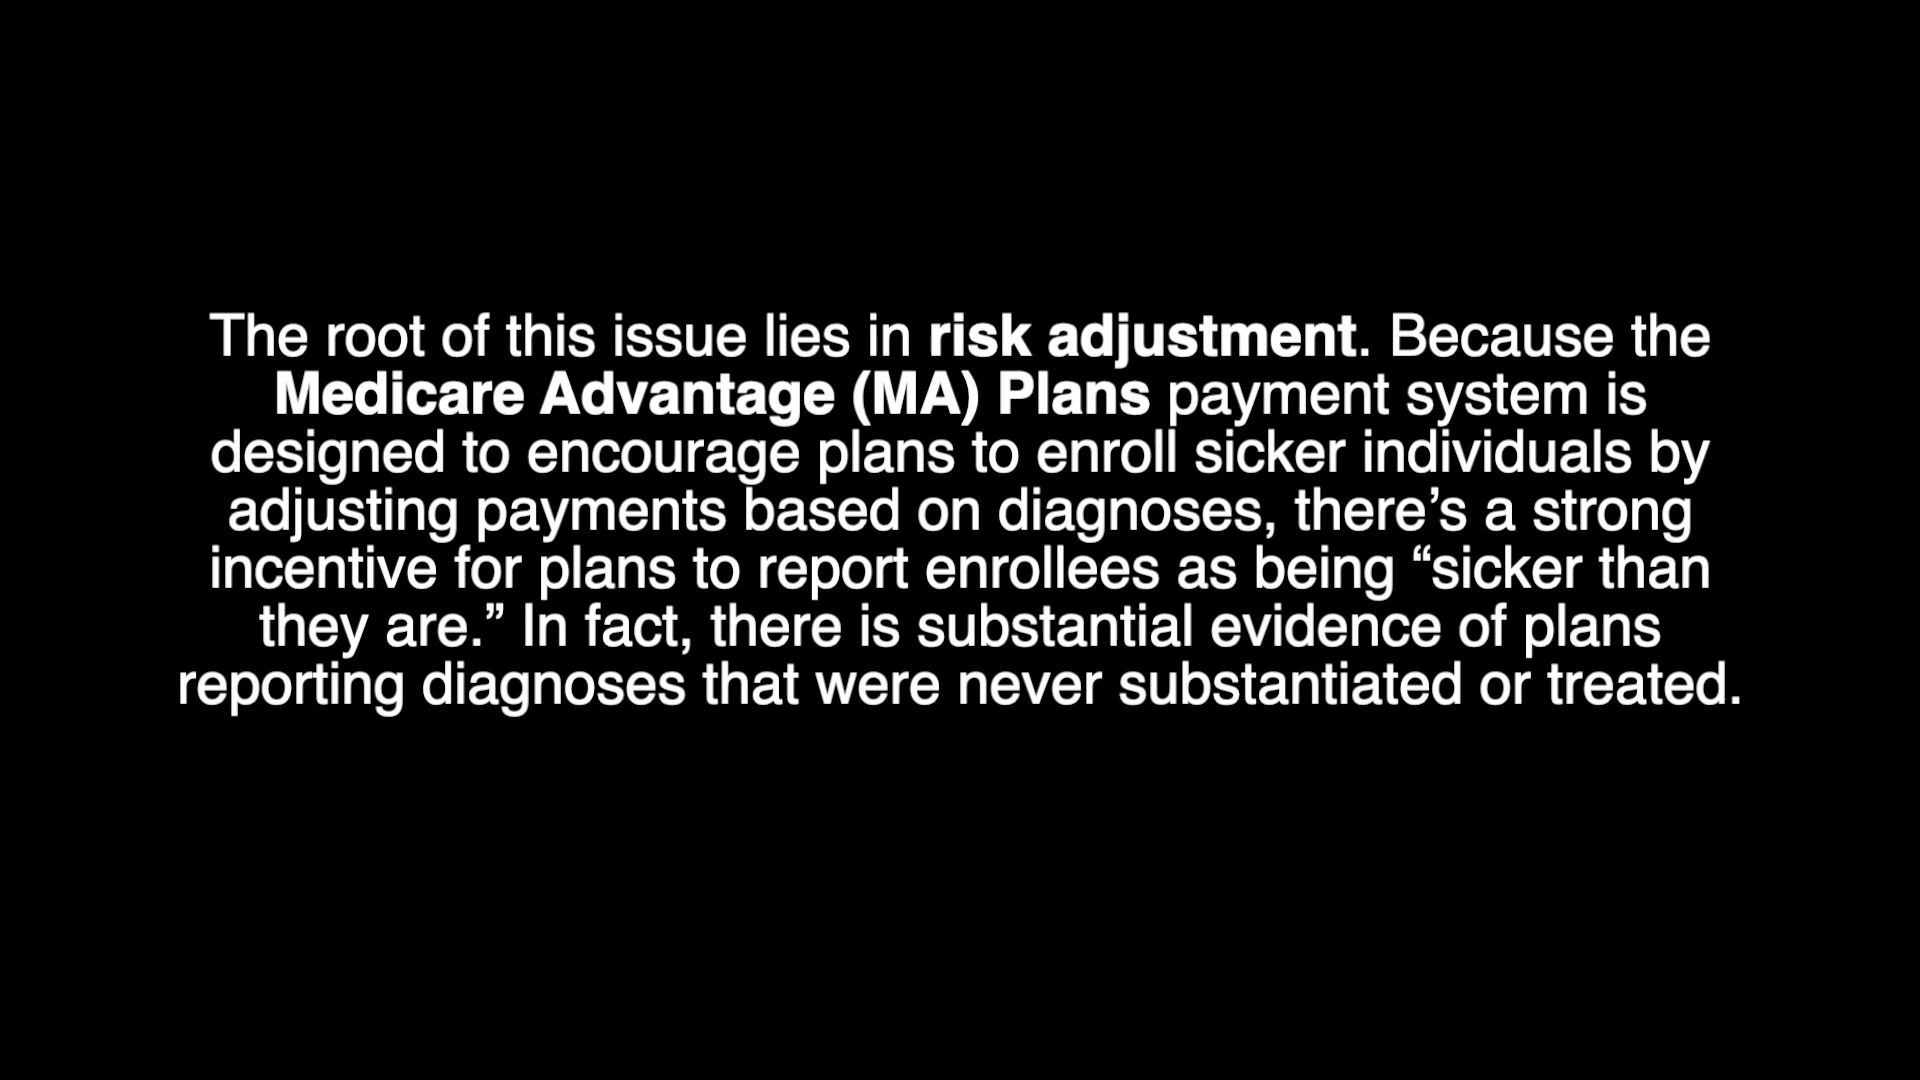 The root of this issue lies in risk adjustment. Because the
Medicare Advantage (MA) Plans payment system is
designed to encourage plans to enroll sicker individuals by
adjusting payments based on diagnoses, there’s a strong
incentive for plans to report enrollees as being “sicker than
they are.” In fact, there is substantial evidence of plans
reporting diagnoses that were never substantiated or treated.